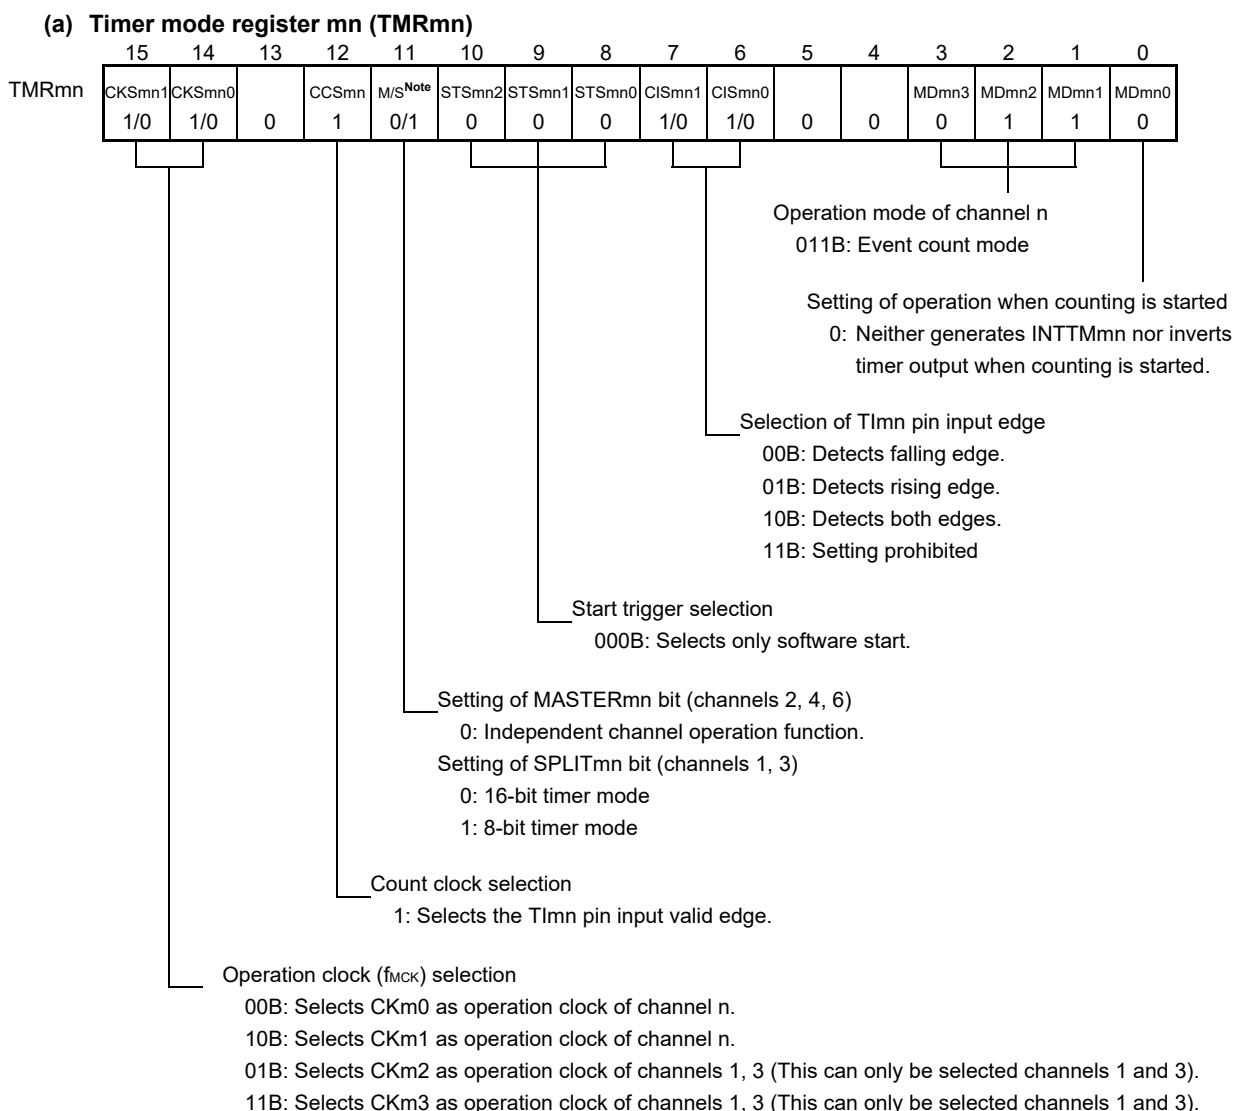 (a) Timer mode register mn (TMRmn)
15 14 13 12 11 10 9 8 7 6 5 4 3 2 1 0
TMRmn CKSmn1 CKSmn0 CCSmn M/SNote STSmn2 STSmn1 STSmn0 CISmn1 CISmn0 MDmn3 MDmn2 MDmn1 MDmn0
1/0 1/0 0 1 0/1 0 0 0 1/0 1/0 0 0 0 1 1 0
Operation mode of channel n
011B: Event count mode
Setting of operation when counting is started
0: Neither generates INTTMmn nor inverts
timer output when counting is started.
Selection of TImn pin input edge
00B: Detects falling edge.
01B: Detects rising edge.
10B: Detects both edges.
11B: Setting prohibited
Start trigger selection
000B: Selects only software start.
Setting of MASTERmn bit (channels 2, 4, 6)
0: Independent channel operation function.
Setting of SPLITmn bit (channels 1, 3)
0: 16-bit timer mode
1: 8-bit timer mode
Count clock selection
1: Selects the TImn pin input valid edge.
Operation clock (fMCK) selection
00B: Selects CKm0 as operation clock of channel n.
10B: Selects CKm1 as operation clock of channel n.
01B: Selects CKm2 as operation clock of channels 1, 3 (This can only be selected channels 1 and 3).
11B: Selects CKm3 as operation clock of channels 1, 3 (This can only be selected channels 1 and 3).